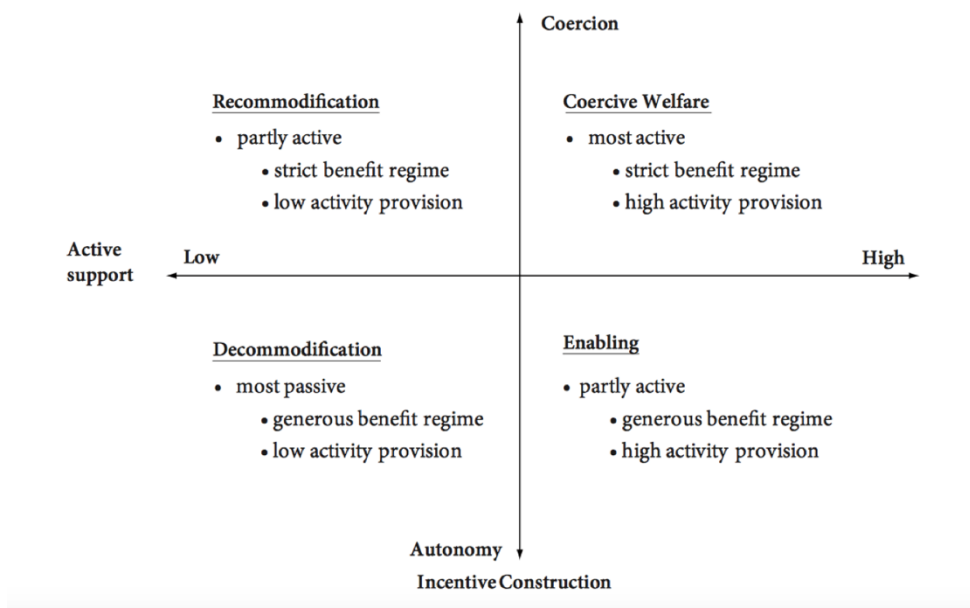 Coercion
Recommodification
• partly active
• strict benefit regime
• low activity provision
Coercive Welfare
• most active
• strict benefit regime
• high activity provision
Active
support
Low
High
Decommodification
• most passive
• generous benefit regime
• low activity provision
Enabling
• partly active
• generous benefit regime
• high activity provision
Autonomy
Incentive Construction